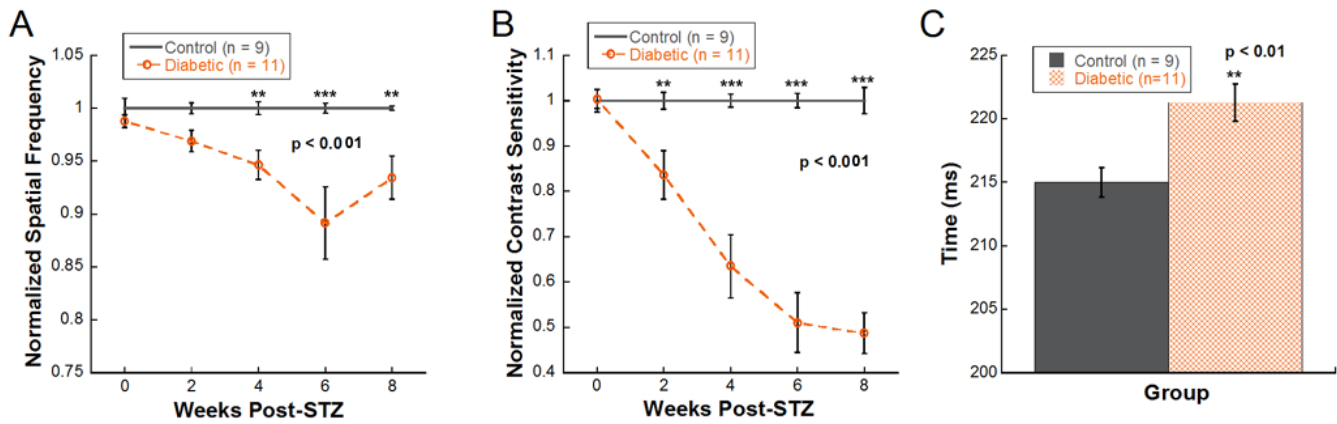 A
Control (n = 9)
Diabetic (n = 11)
Normalized Spatial Frequency
1.05
1
0.95
0.9
0.85
0.8
0.75
** *** **
p < 0.001
0 2 4 6 8
Weeks Post-STZ
B
Control (n = 9)
Diabetic (n = 11)
Normalized Contrast Sensitivity
1.1
1
0.9
0.8
0.7
0.6
0.5
0.4
** *** *** ***
p < 0.001
0 2 4 6 8
Weeks Post-STZ
C
Control (n = 9)
Diabetic (n=11)
p < 0.01
**
Time (ms)
225
220
215
210
205
200
Group